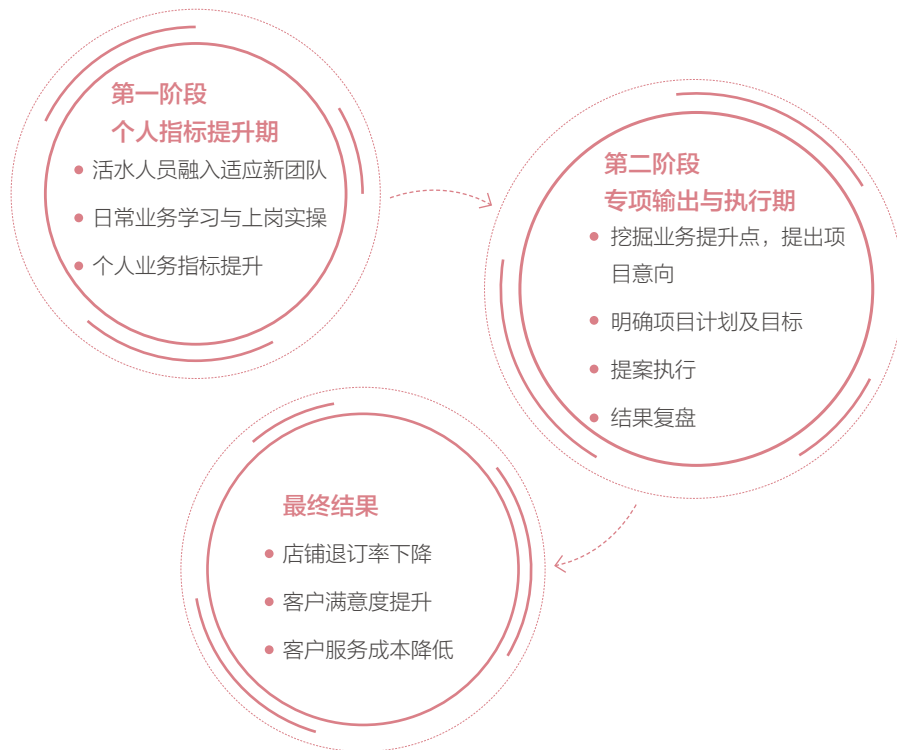 第一阶段
个人指标提升期
活水人员融入适应新团队
日常业务学习与上岗实操
个人业务指标提升
第二阶段
专项输出与执行期
挖掘业务提升点，提出项
目意向
明确项目计划及目标
提案执行
结果复盘
最终结果
店铺退订率下降
客户满意度提升
客户服务成本降低